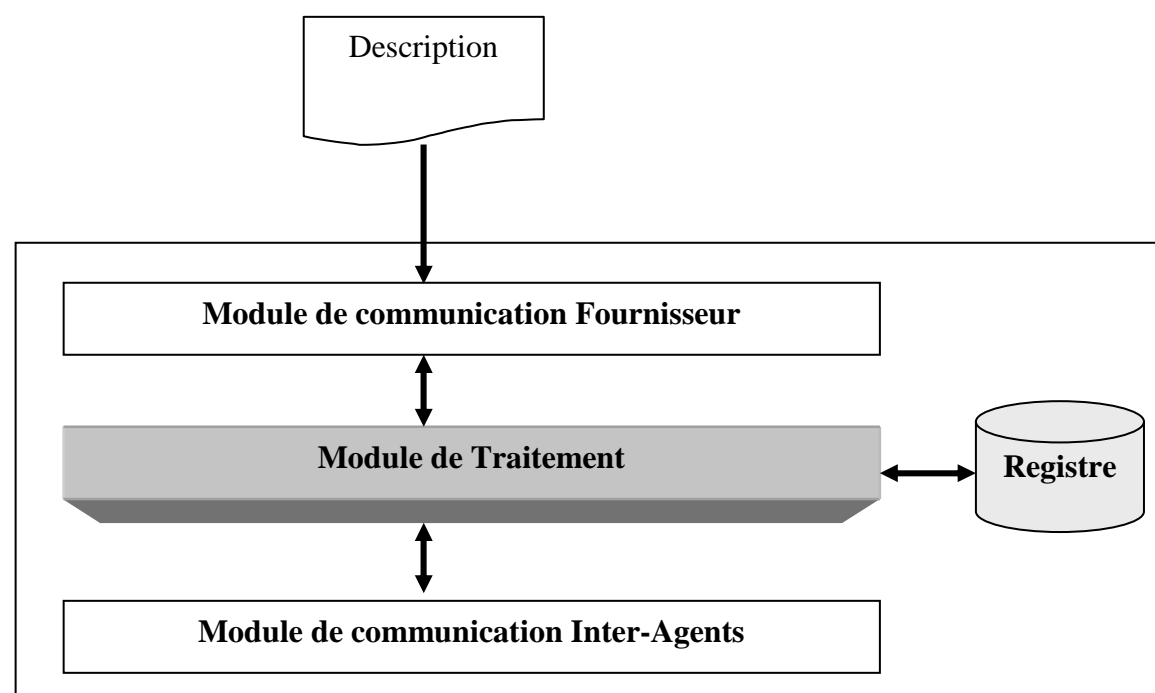 Description
Module de communication Fournisseur
Module de Traitement
Registre
Module de communication Inter-Agents